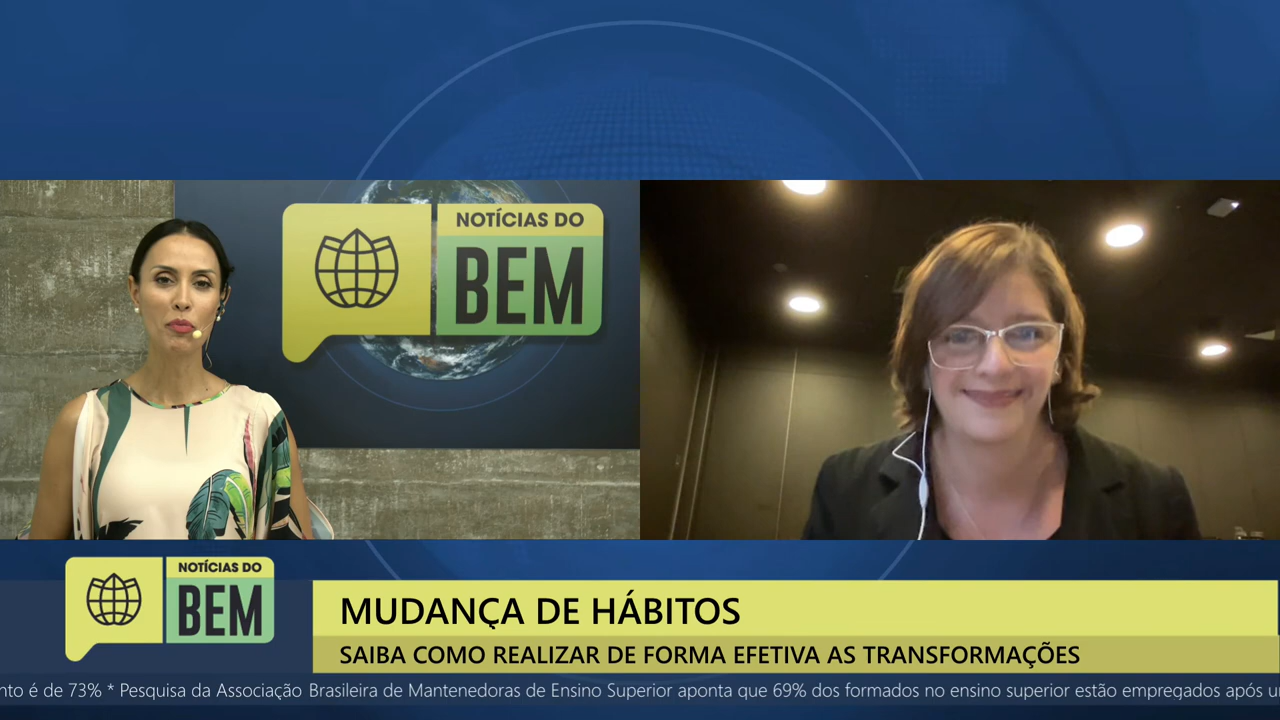 NOTÍCIAS DO
BEM
NOTÍCIAS DO
BEM
MUDANÇA DE HÁBITOS
SAIBA COMO REALIZAR DE FORMA EFETIVA AS TRANSFORMAÇÕES
é de 73% * Pesquisa da Associação Brasileira de Mantenedoras de Ensino Superior aponta que 69% dos formados no ensino superior estão empregados após